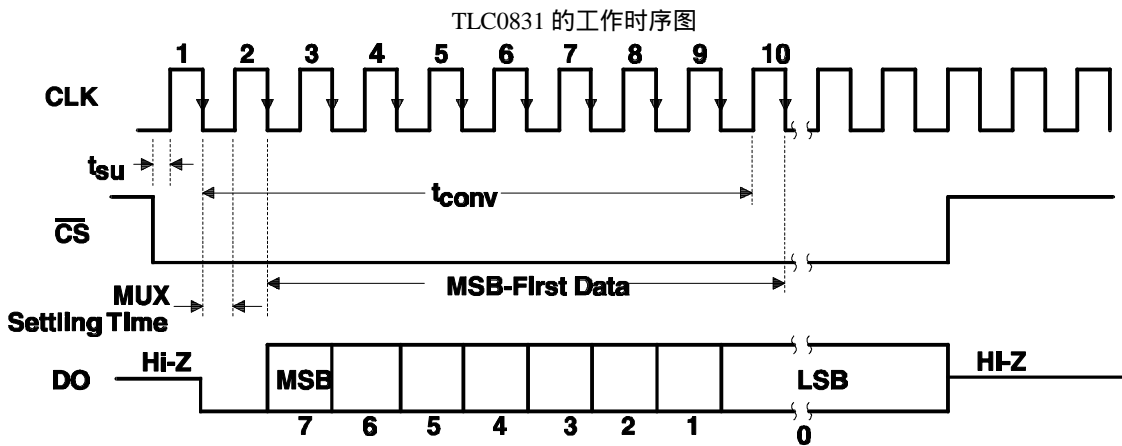 TLC0831 的工作时序图
1 2 3 4 5 6 7 8 9 10
CLK
tsu
tconv
CS
MSB-First Data
MUX
Settling Time
Hi-Z
HI-Z
DO
MSB
LSB
7 6 5 4 3 2 1 0